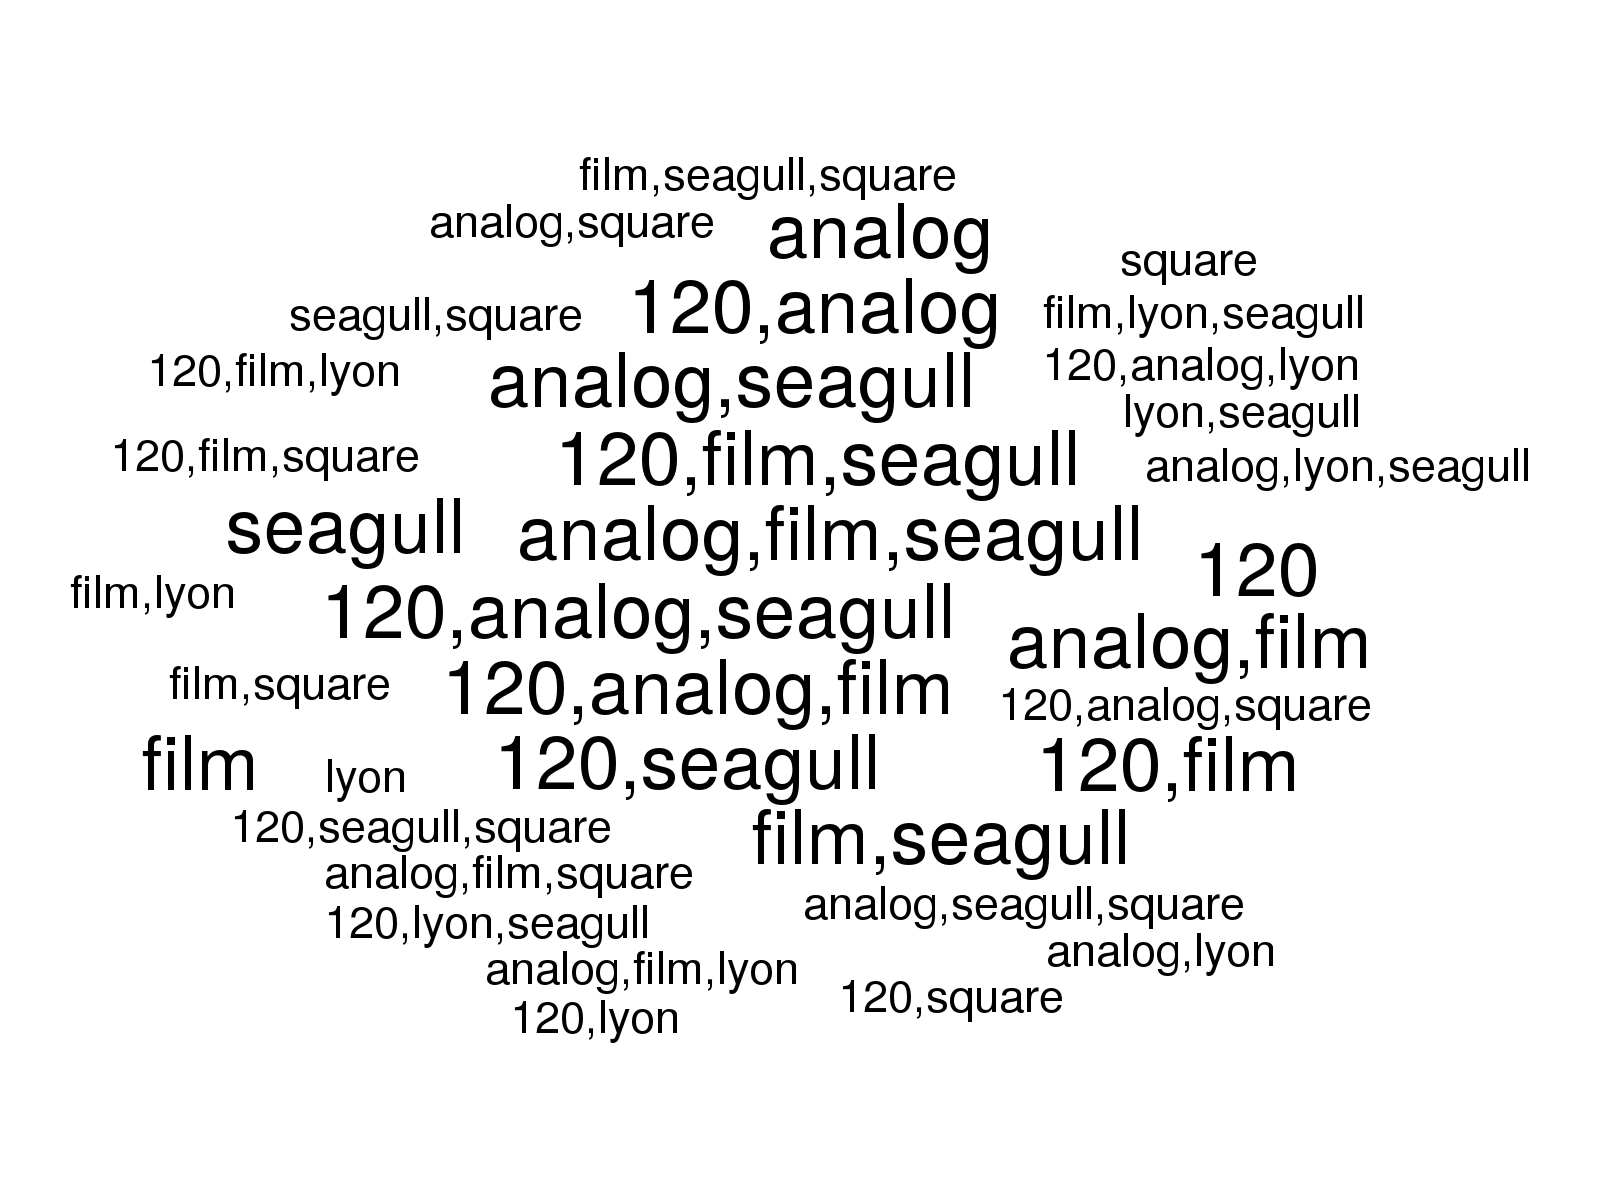 film,seagull,square
analog,square
analog
square
120,analog
seagull,square
film,lyon,seagull
120,film,lyon
analog,seagull
120,analog,lyon
lyon,seagull
120,film,square
120,film,seagull
analog,lyon,seagull
seagull
analog,film,seagull
120
film,lyon
120,analog,seagull
analog,film
film,square
120,analog,film
120,analog,square
film
lyon
120,seagull
120,film
120,seagull,square
film,seagull
analog,film,square
analog,seagull,square
120,lyon,seagull
analog,lyon
analog,film,lyon
120,square
120,lyon